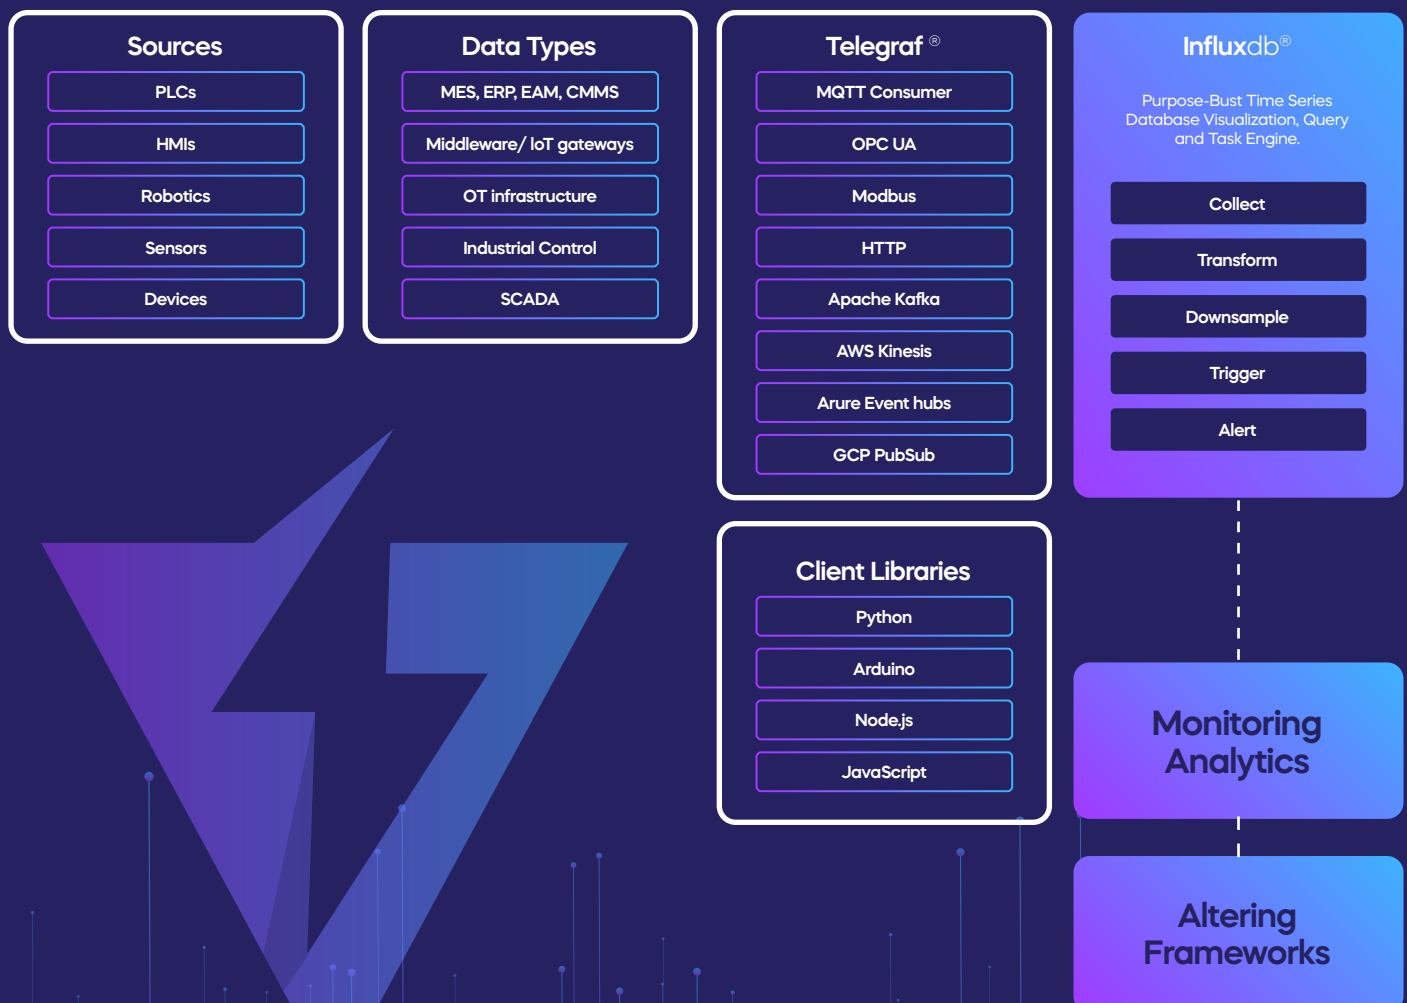 Sources
PLCs
HMIs
Robotics
Sensors
Devices
Data Types
MES, ERP, EAM, CMMS
Middleware/ IoT gateways
OT infrastructure
Industrial Control
SCADA
Telegraf ®
MQTT Consumer
OPC UA
Modbus
HTTP
Apache Kafka
AWS Kinesis
Arure Event hubs
GCP PubSub
Client Libraries
Python
Arduino
Node.js
JavaScript
Influxdb®
Purpose-Bust Time Series
Database Visualization, Query
and Task Engine.
Collect
Transform
Downsample
Trigger
Alert
Monitoring
Analytics
Altering
Frameworks